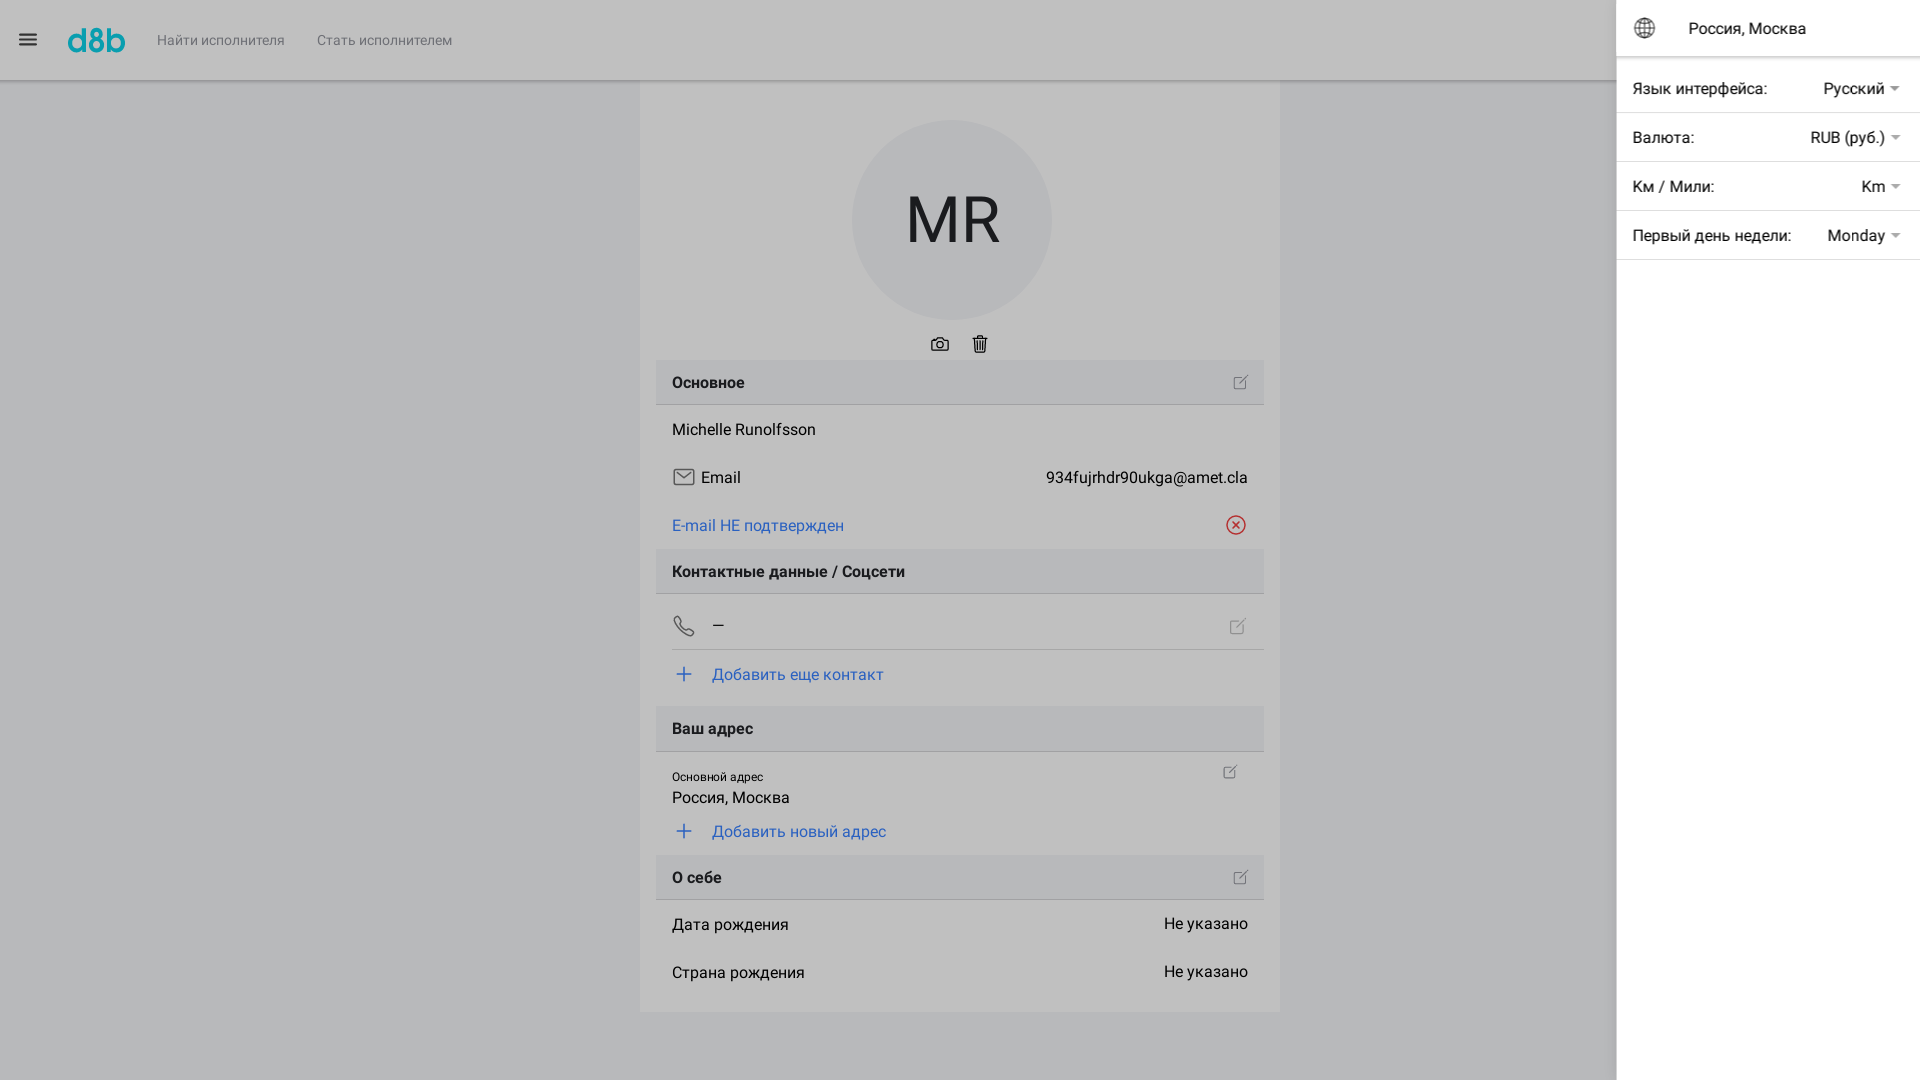 d8b
Найти исполнителя
Стать исполнителем
Россия, Москва
Язык интерфейса:
Русский
Валюта:
RUB (руб.)
Км / Мили:
Km
Первый день недели:
Monday
MR
Основное
Michelle Runolfsson
Email
934fujrhdr90ukga@amet.cla
E-mail НЕ подтвержден
Контактные данные / Соцсети
—
Добавить еще контакт
Ваш адрес
Основной адрес
Россия, Москва
Добавить новый адрес
О себе
Дата рождения
Не указано
Страна рождения
Не указано